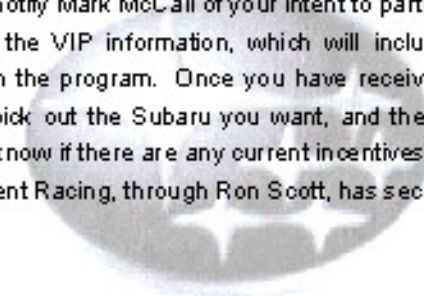 othy Mark McCall of your intent to part
the VIP information, which will inclu
the program. Once you have receiv
pick out the Subaru you want, and the
know if there are any current incentives
ent Racing, through Ron Scott, has sec